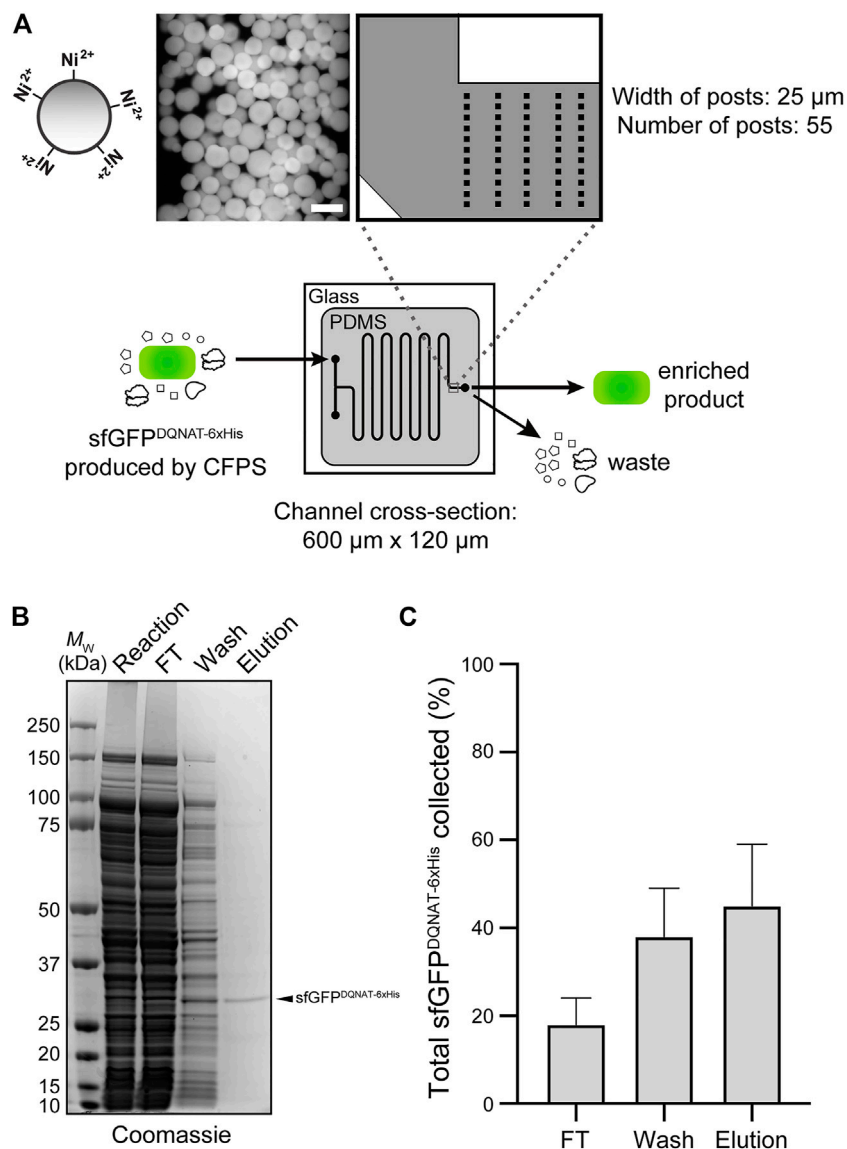 A
Ni2+
Ni2+
Ni2+
Ni2+
Ni2+
Width of posts: 25 µm
Number of posts: 55
Glass
PDMS
sfGFPDQNAT-6xHis
produced by CFPS
enriched
product
waste
Channel cross-section:
600 µm x 120 µm
B
MW
(kDa)
Reaction
FT
Wash
Elution
250
150
100
75
50
37
25
20
15
10
sfGFPDQNAT-6xHis
Coomassie
C
Total sfGFPDQNAT-6xHis collected (%)
100
80
60
40
20
0
FT
Wash
Elution